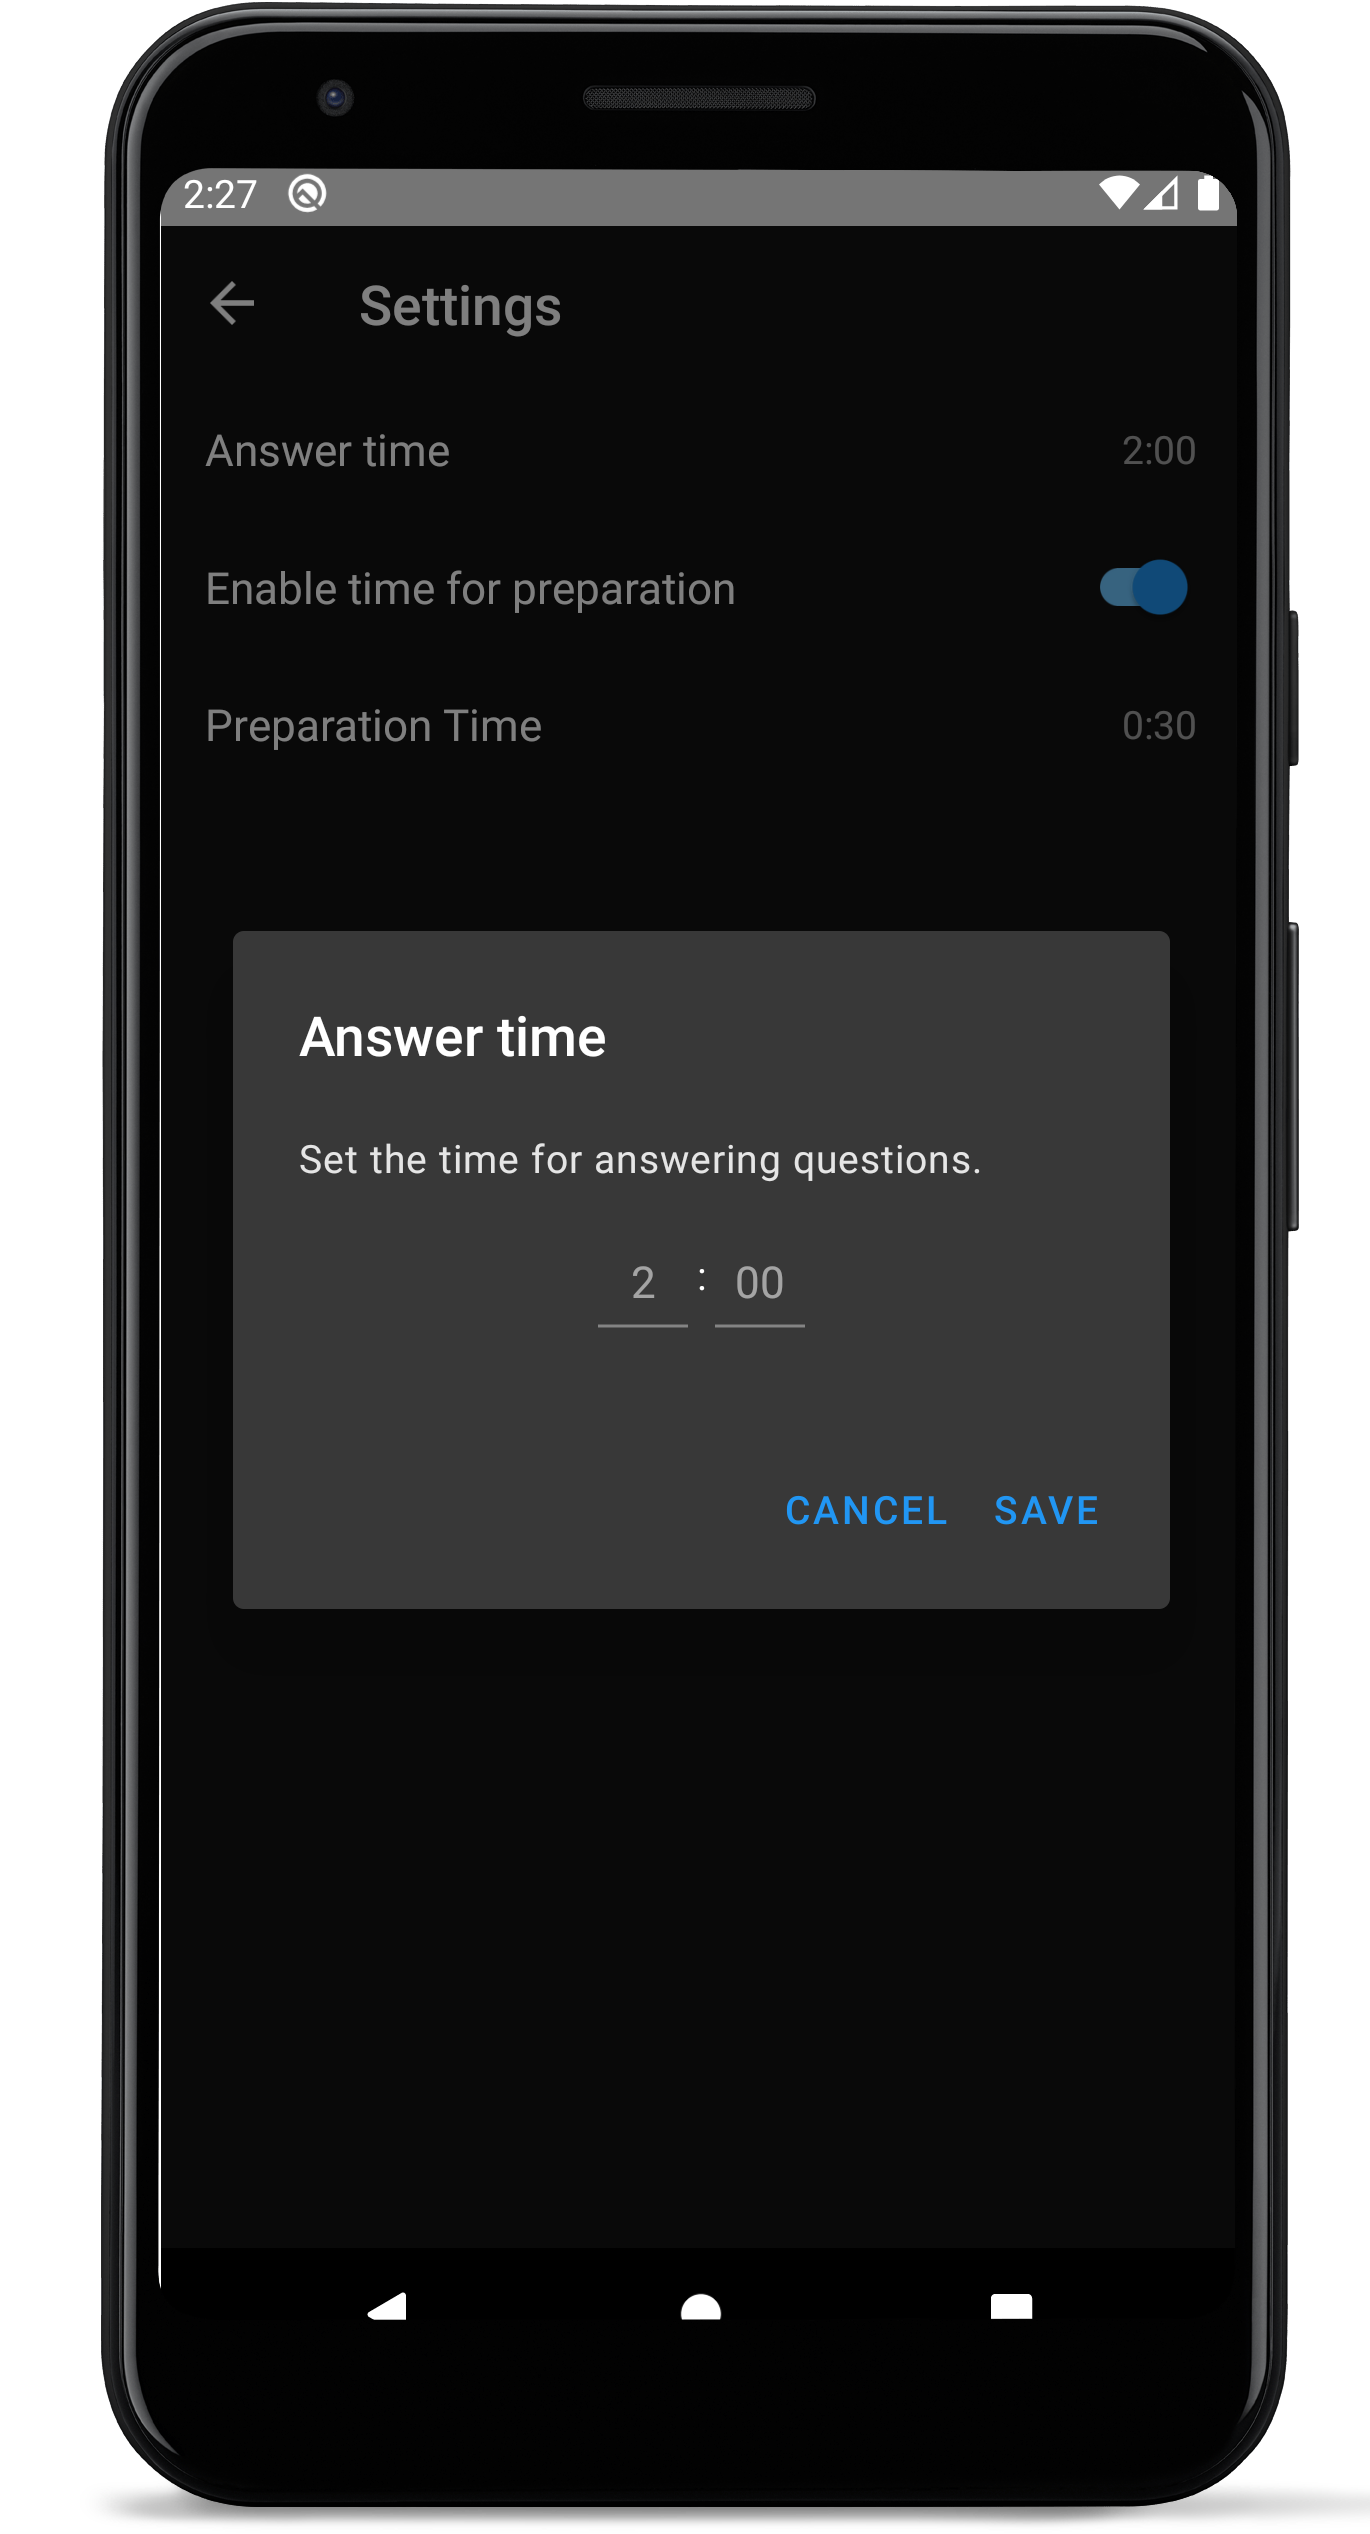 2:27
Settings
Answer time 2:00
Enable time for preparation
Preparation Time 0:30
Answer time
Set the time for answering questions.
2 : 00
CANCEL SAVE